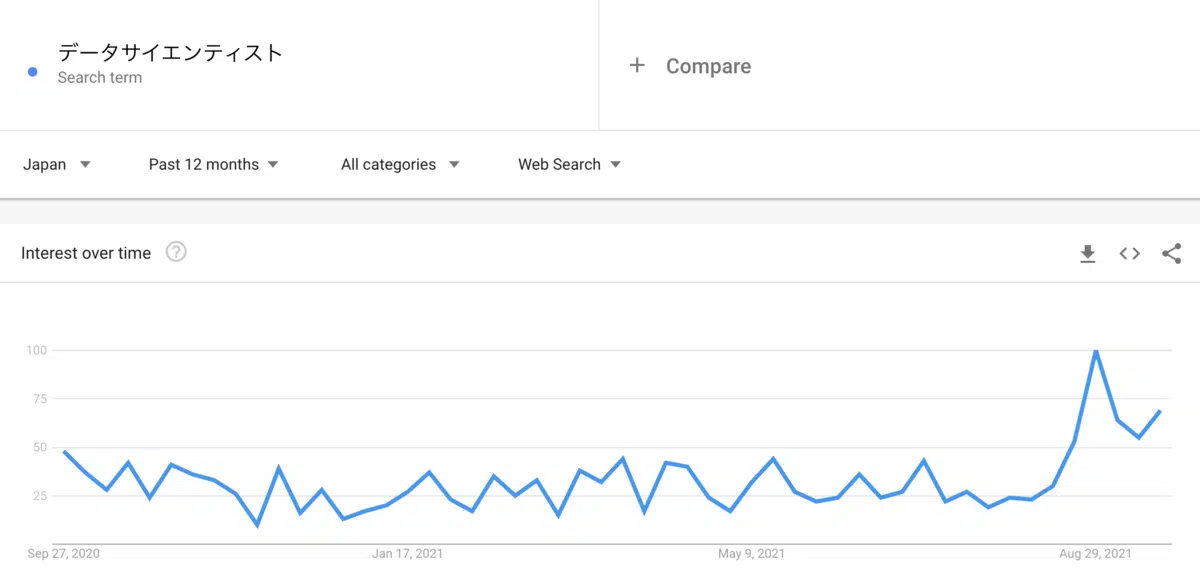 データサイエンティスト
Search term
+ Compare
Japan Past 12 months All categories Web Search
Interest over time ?
100
75
50
25
Sep 27, 2020 Jan 17, 2021 May 9, 2021 Aug 29, 2021